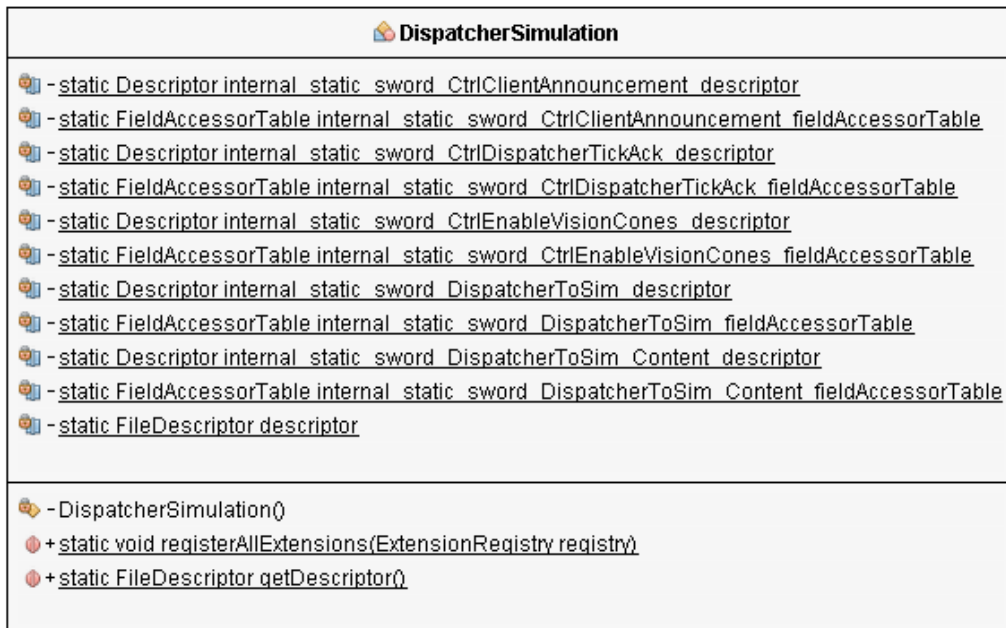 DispatcherSimulation
- static Descriptor internal_static_sword_CtrlClientAnnouncement_descriptor
- static FieldAccessorTable internal_static_sword_CtrlClientAnnouncement_fieldAccessorTable
- static Descriptor internal_static_sword_CtrlDispatcherTickAck_descriptor
- static FieldAccessorTable internal_static_sword_CtrlDispatcherTickAck_fieldAccessorTable
- static Descriptor internal_static_sword_CtrlEnableVisionCones_descriptor
- static FieldAccessorTable internal_static_sword_CtrlEnableVisionCones_fieldAccessorTable
- static Descriptor internal_static_sword_DispatcherToSim_descriptor
- static FieldAccessorTable internal_static_sword_DispatcherToSim_fieldAccessorTable
- static Descriptor internal_static_sword_DispatcherToSim_Content_descriptor
- static FieldAccessorTable internal_static_sword_DispatcherToSim_Content_fieldAccessorTable
- static FileDescriptor descriptor
- DispatcherSimulation()
+ static void registerAllExtensions(ExtensionRegistry registry)
+ static FileDescriptor getDescriptor()